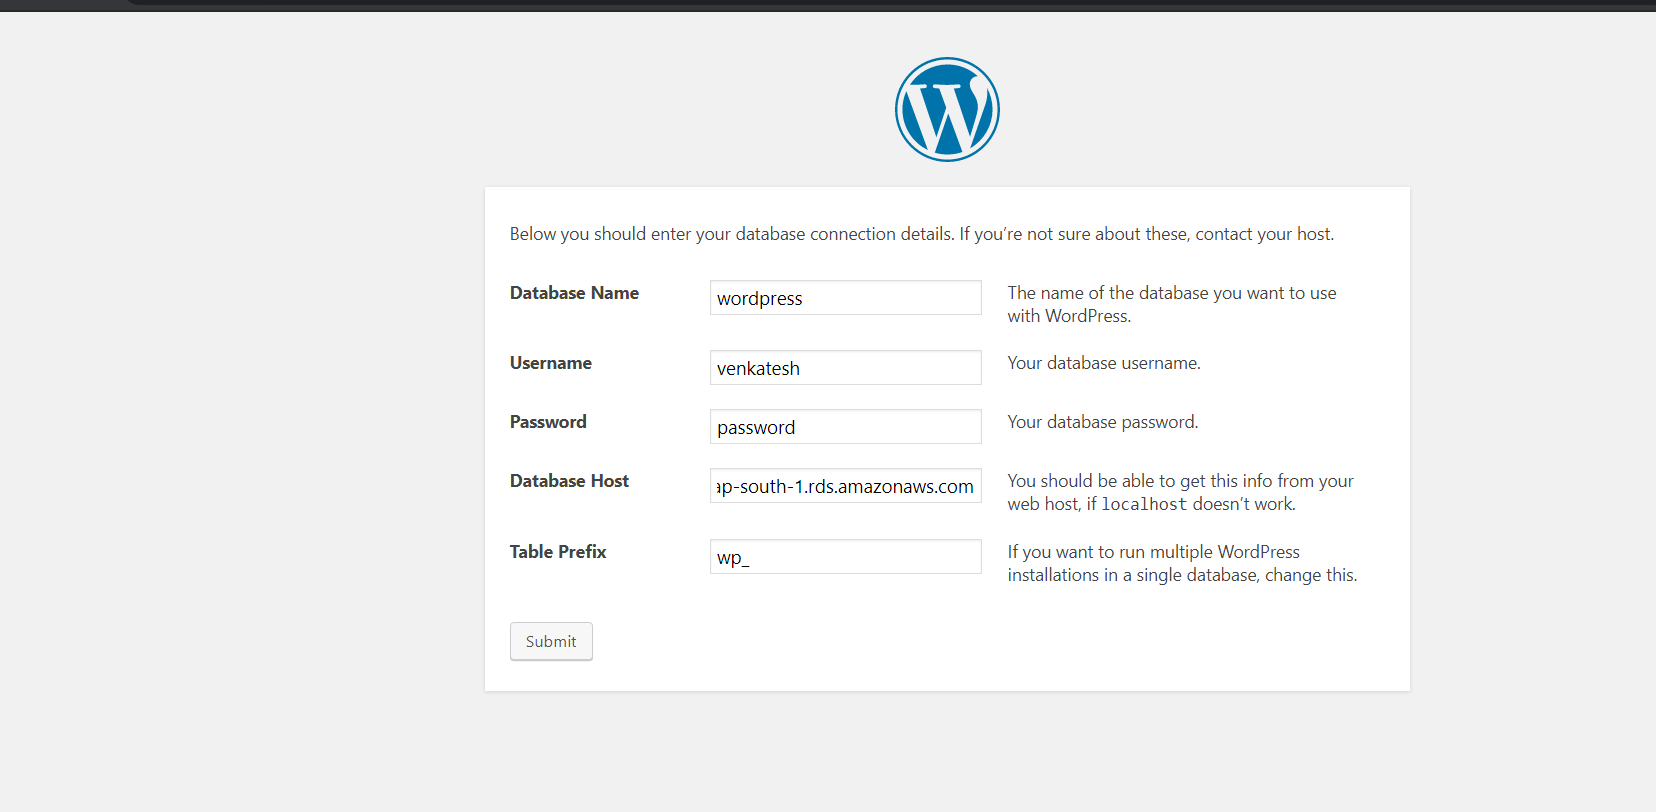 Below you should enter your database connection details. If you’re not sure about these, contact your host.
Database Name
wordpress
The name of the database you want to use
with WordPress.
Username
venkatesh
Your database username.
Password
password
Your database password.
Database Host
ap-south-1.rds.amazonaws.com
You should be able to get this info from your
web host, if localhost doesn’t work.
Table Prefix
wp_
If you want to run multiple WordPress
installations in a single database, change this.
Submit